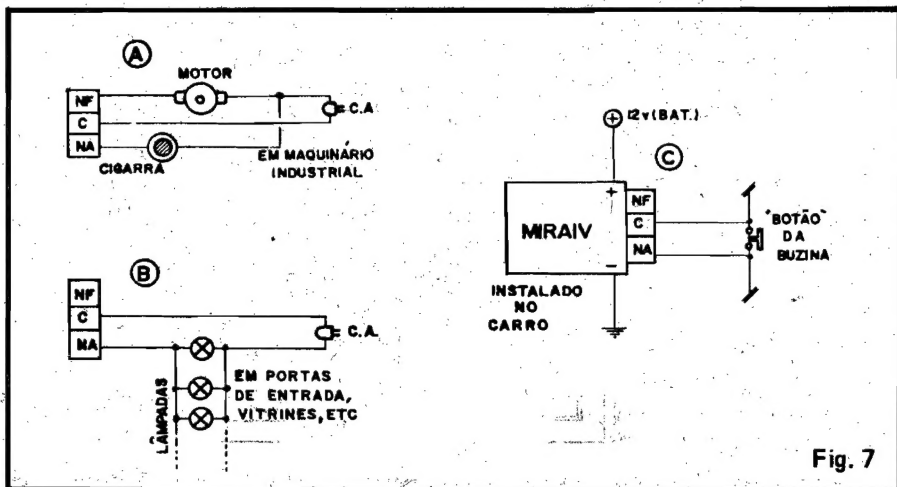 A
MOTOR
NF
C
NA
C.A.
CIGARRA
EM MAQUINÁRIO
INDUSTRIAL
B
NF
C
NA
C.A.
LÂMPADAS
EM PORTAS
DE ENTRADA,
VITRINES, ETC
12v (BAT.)
C
+
MIRAIV
-
NF
C
NA
"BOTÃO"
DA
BUZINA
INSTALADO
NO
CARRO
Fig. 7